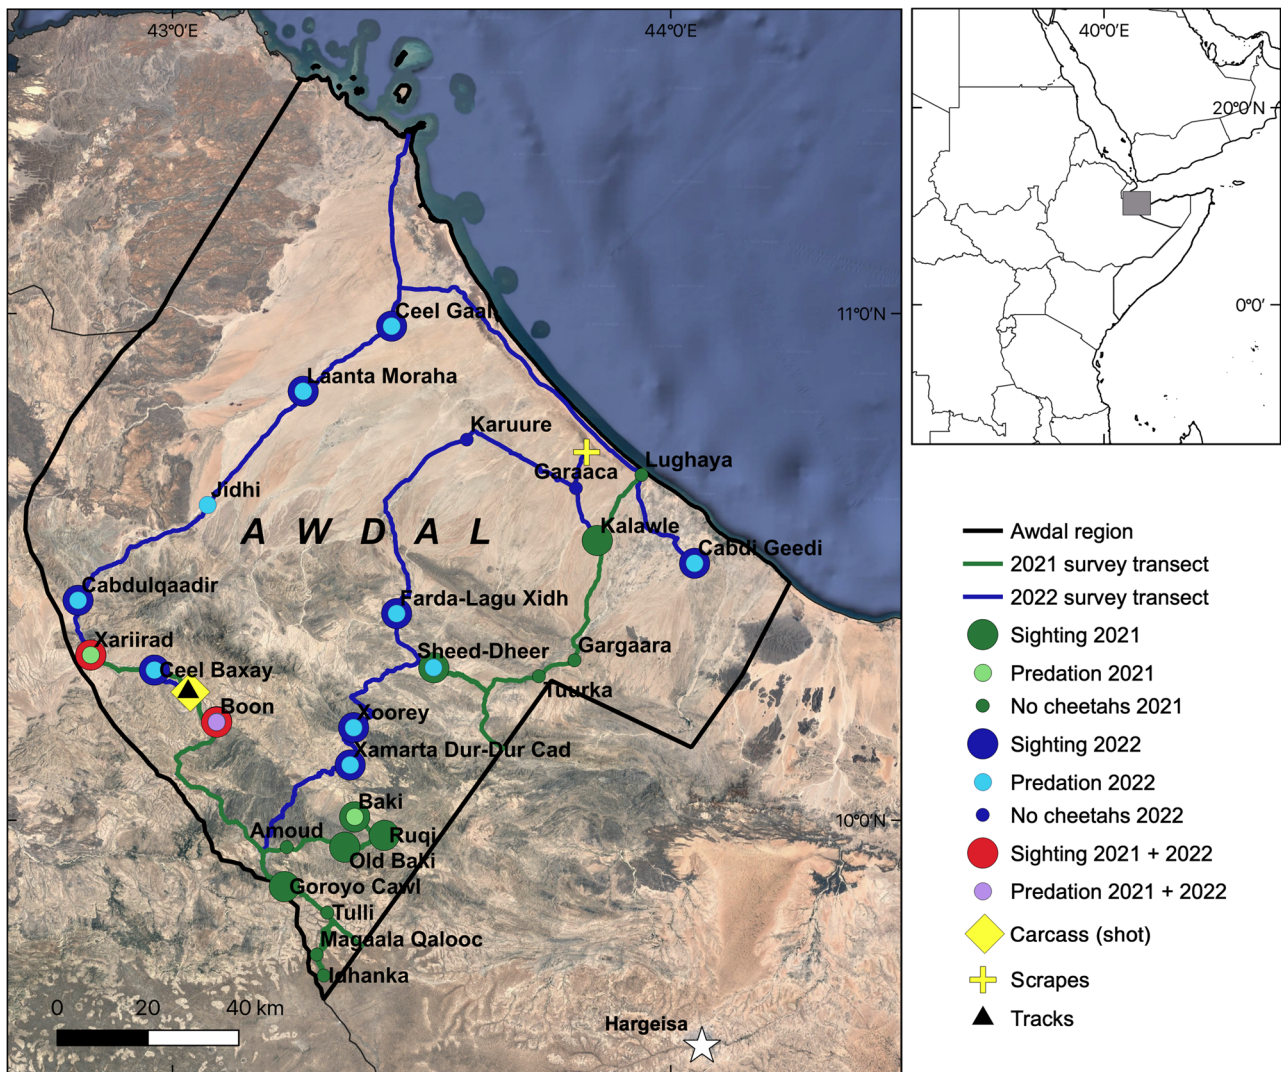 43°0′E
44°0′E
40°0′E
20°0′N
0°0′
Ceel Gaal
11°0′N
Laanta Moraha
Karuure
Lughaya
Garaaca
Jidhi
Kalawle
A W D A L
Cabdi Geedi
Cabdulqaadir
Farda-Lagu Xidh
Xariirad
Sheed-Dheer
Gargaara
Ceel Baxay
Tuurka
Boon
Xoorey
Xamarta Dur-Dur Cad
Baki
10°0′N
Amoud
Ruqi
Old Baki
Goroyo Cawl
Tulli
Magaala Qalooc
Idhanka
0 20 40 km
Hargeisa
Awdal region
2021 survey transect
2022 survey transect
Sighting 2021
Predation 2021
No cheetahs 2021
Sighting 2022
Predation 2022
No cheetahs 2022
Sighting 2021 + 2022
Predation 2021 + 2022
Carcass (shot)
Scrapes
Tracks